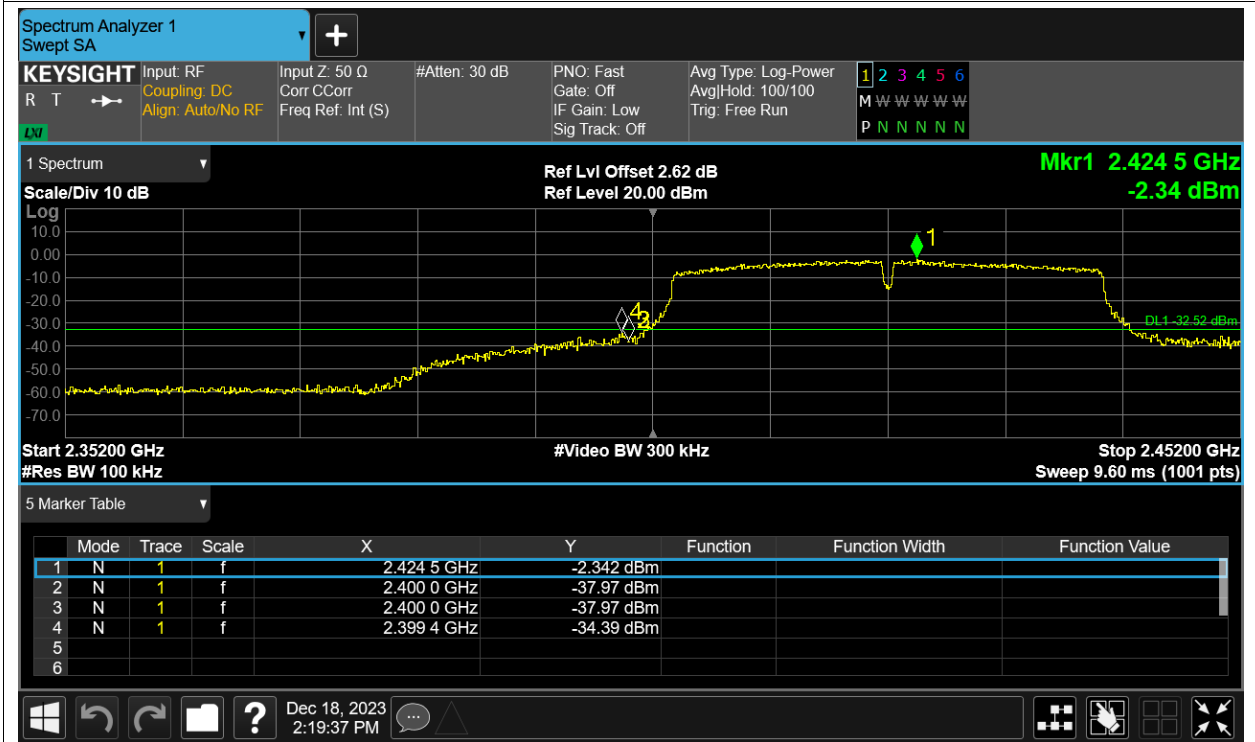 Spectrum Analyzer 1
Swept SA
KEYSIGHT
R T
LXI
Input: RF
Coupling: DC
Align: Auto/No RF
Input Z: 50 Ω
Corr CCorr
Freq Ref: Int (S)
#Atten: 30 dB
PNO: Fast
Gate: Off
IF Gain: Low
Sig Track: Off
Avg Type: Log-Power
Avg|Hold: 100/100
Trig: Free Run
1 2 3 4 5 6
M W W W W W
P N N N N N
1 Spectrum
Scale/Div 10 dB
Ref Lvl Offset 2.62 dB
Ref Level 20.00 dBm
Mkr1 2.424 5 GHz
-2.34 dBm
Log
10.0
0.00
-10.0
-20.0
-30.0
-40.0
-50.0
-60.0
-70.0
1
4
DL1 -32.52 dBm
Start 2.35200 GHz
#Video BW 300 kHz
Stop 2.45200 GHz
#Res BW 100 kHz
Sweep 9.60 ms (1001 pts)
5 Marker Table
Mode Trace Scale X Y Function Function Width Function Value
1 N 1 f 2.424 5 GHz -2.342 dBm
2 N 1 f 2.400 0 GHz -37.97 dBm
3 N 1 f 2.400 0 GHz -37.97 dBm
4 N 1 f 2.399 4 GHz -34.39 dBm
5
6
?
Dec 18, 2023
2:19:37 PM